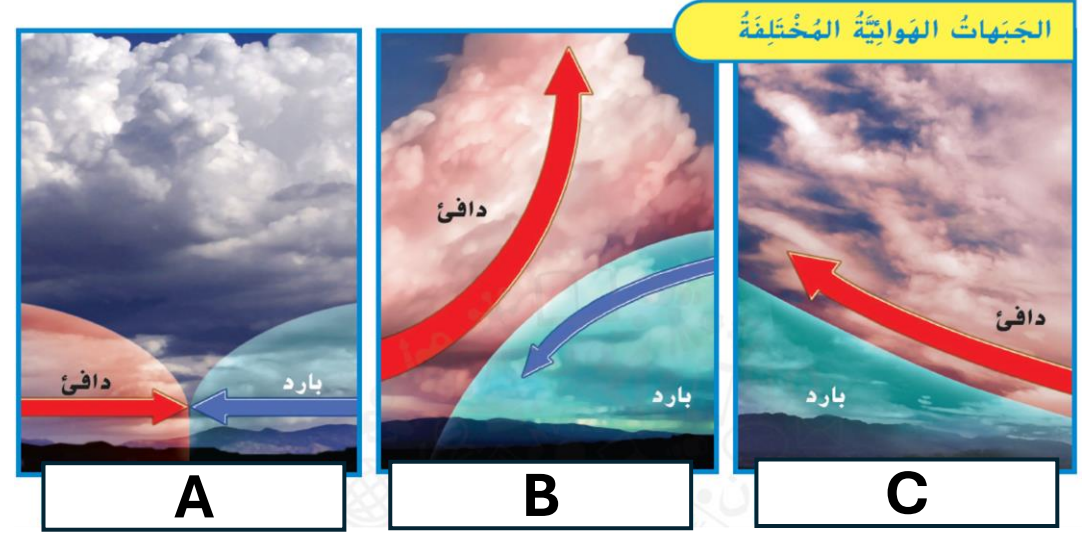 الجَبَهاتُ الهَوائِيَّةُ المُخْتَلِفَةُ
دافئ
بارد
دافئ
بارد
دافئ
بارد
A
B
C